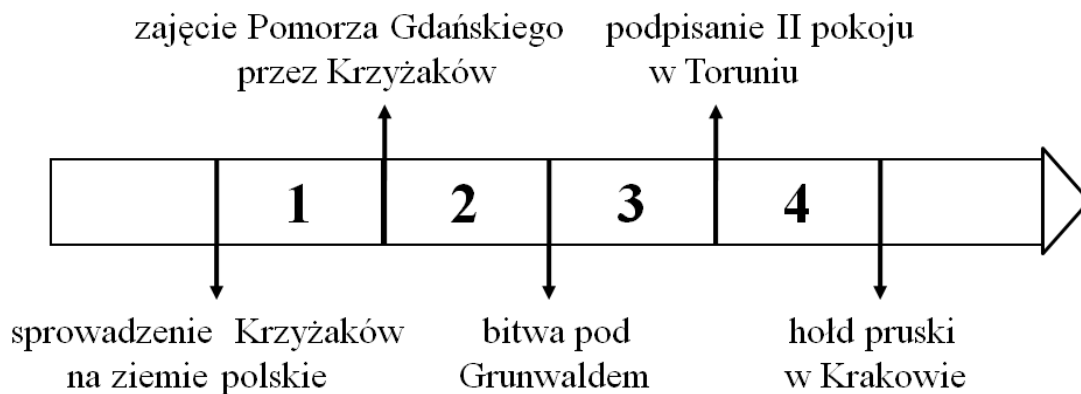 zajęcie Pomorza Gdańskiego
przez Krzyżaków
podpisanie II pokoju
w Toruniu
1 2 3 4
sprowadzenie Krzyżaków
na ziemie polskie
bitwa pod
Grunwaldem
hołd pruski
w Krakowie